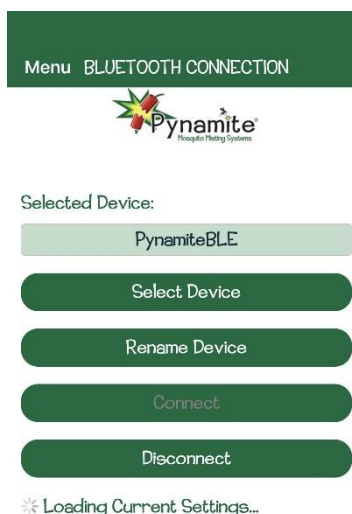 Menu BLUETOOTH CONNECTION
Pynamite®
Mosquito Misting Systems
Selected Device:
PynamiteBLE
Select Device
Rename Device
Connect
Disconnect
Loading Current Settings...